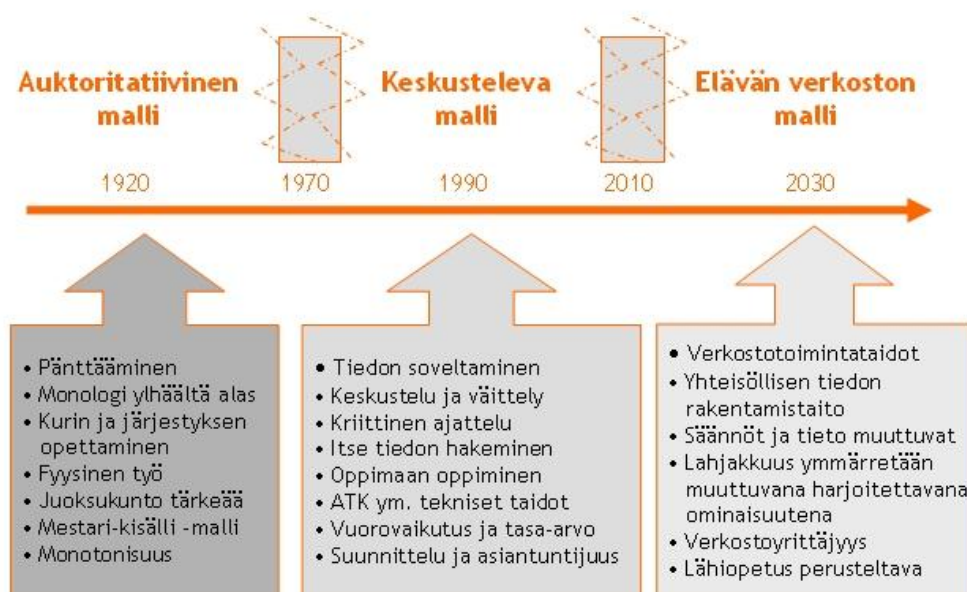 Auktoritatiivinen
malli
Keskusteleva
malli
Elävän verkoston
malli
1920
1970
1990
2010
2030
• Pänttääminen
• Monologi ylhäältä alas
• Kurin ja järjestyksen
opettaminen
• Fyysinen työ
• Juoksukunto tärkeää
• Mestari-kisälli -malli
• Monotonisuus
• Tiedon soveltaminen
• Keskustelu ja väittely
• Kriittinen ajattelu
• Itse tiedon hakeminen
• Oppimaan oppiminen
• ATK ym. tekniset taidot
• Vuorovaikutus ja tasa-arvo
• Suunnittelu ja asiantuntijuus
• Verkostotoimintataidot
• Yhteisöllisen tiedon
rakentamistaito
• Säännöt ja tieto muuttuvat
• Lahjakkuus ymmärretään
muuttuvana harjoitettavana
ominaisuutena
• Verkostoyrittäjyys
• Lähiopetus perusteltava